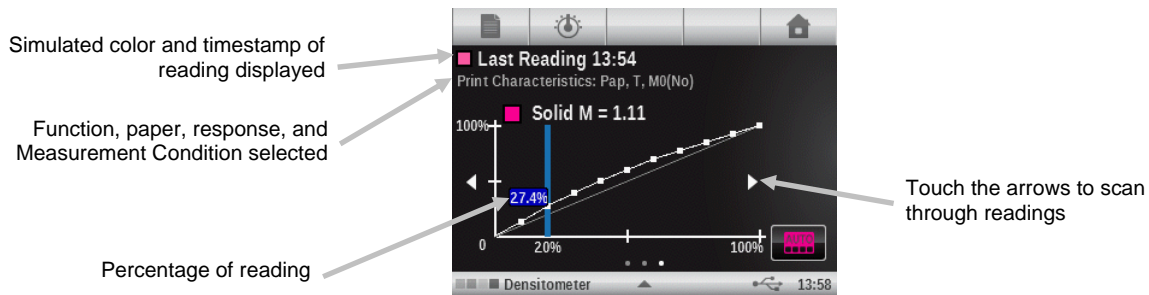 Simulated color and timestamp of
reading displayed
Function, paper, response, and
Measurement Condition selected
Percentage of reading
Last Reading 13:54
Print Characteristics: Pap, T, M0(No)
Solid M = 1.11
100%
27.4%
0
20%
100%
AUTO
Densitometer
13:58
Touch the arrows to scan
through readings